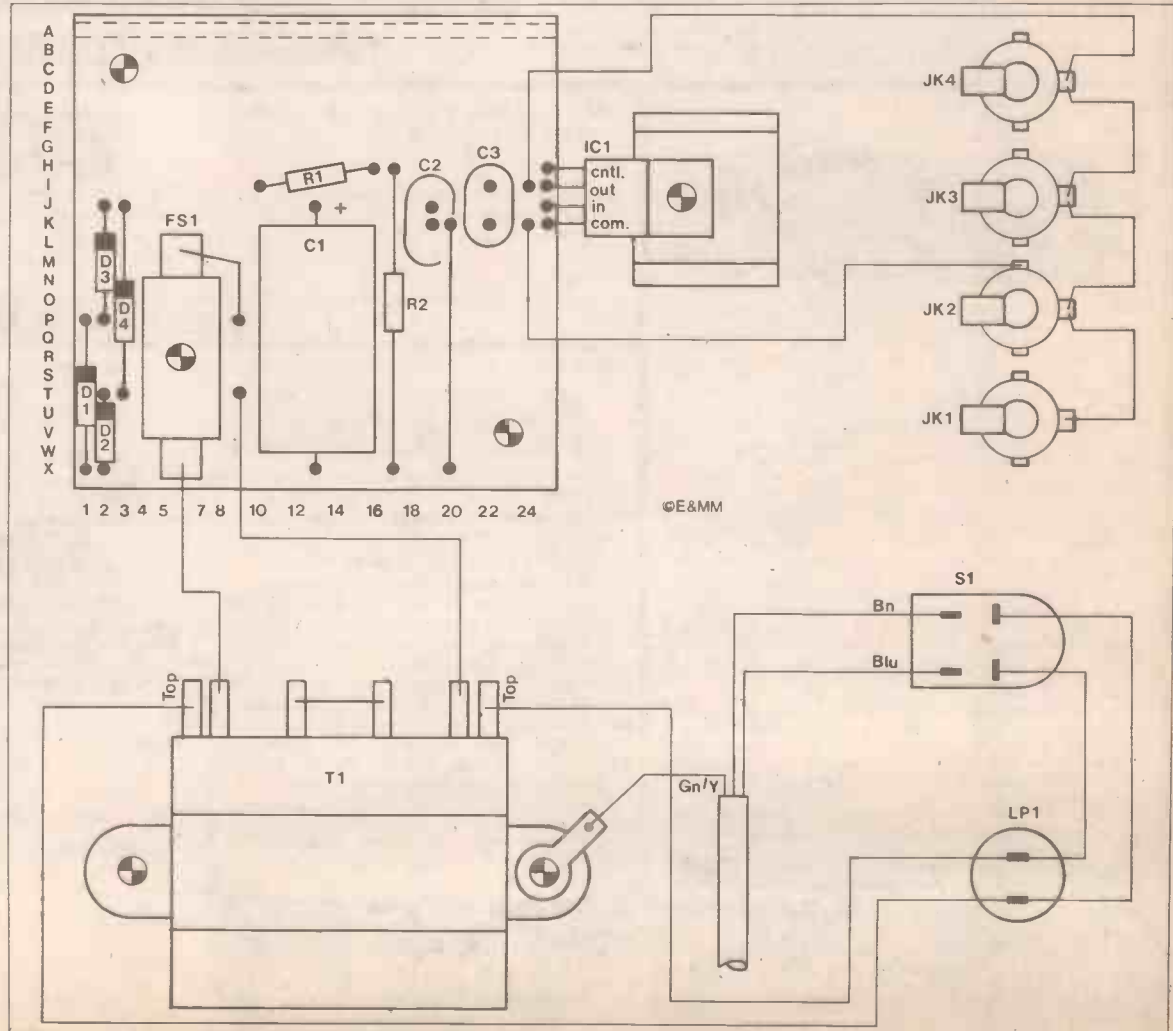 A
B
C
D
E
F
G
H
I
J
K
L
M
N
O
P
Q
R
S
T
U
V
W
X
1 2 3 4 5 7 8 10 12 14 16 18 20 22 24
FS1
D3
D4
D1
D2
R1
+
C1
R2
C2
C3
IC1
cntl.
out
in
com.
JK4
JK3
JK2
JK1
©E&MM
S1
Bn
Blu
Top
Top
T1
Gn/Y
LP1